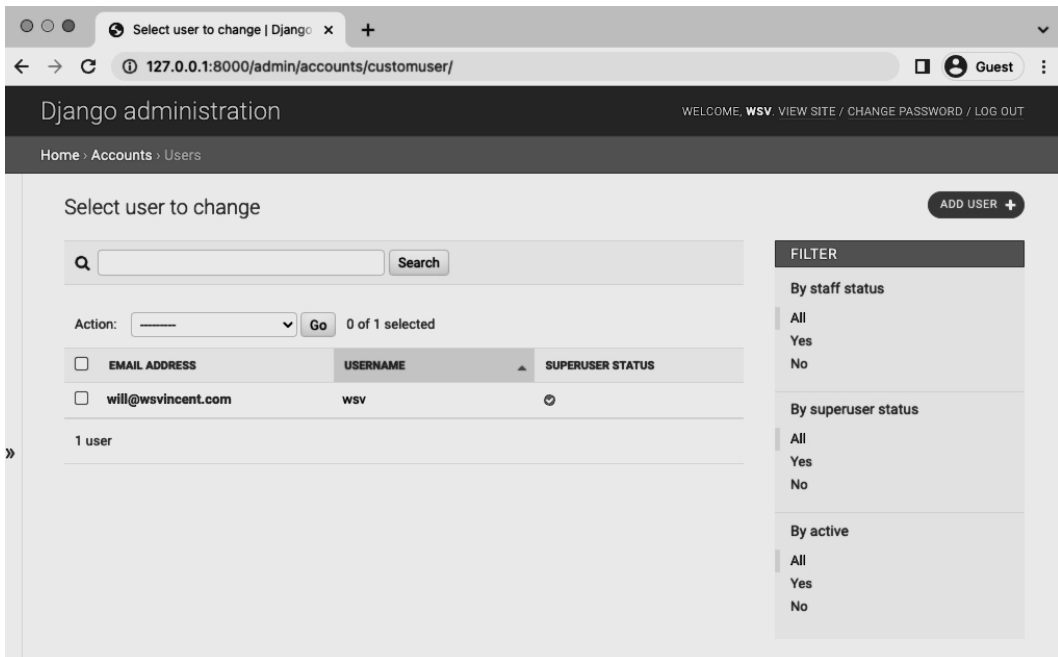 Select user to change | Django
127.0.0.1:8000/admin/accounts/customuser/
Guest
Django administration
WELCOME, WSV. VIEW SITE / CHANGE PASSWORD / LOG OUT
Home › Accounts › Users
Select user to change
ADD USER +
Search
Action: --------- Go 0 of 1 selected
EMAIL ADDRESS USERNAME SUPERUSER STATUS
will@wsvincent.com wsv
1 user
»
FILTER
By staff status
All
Yes
No
By superuser status
All
Yes
No
By active
All
Yes
No